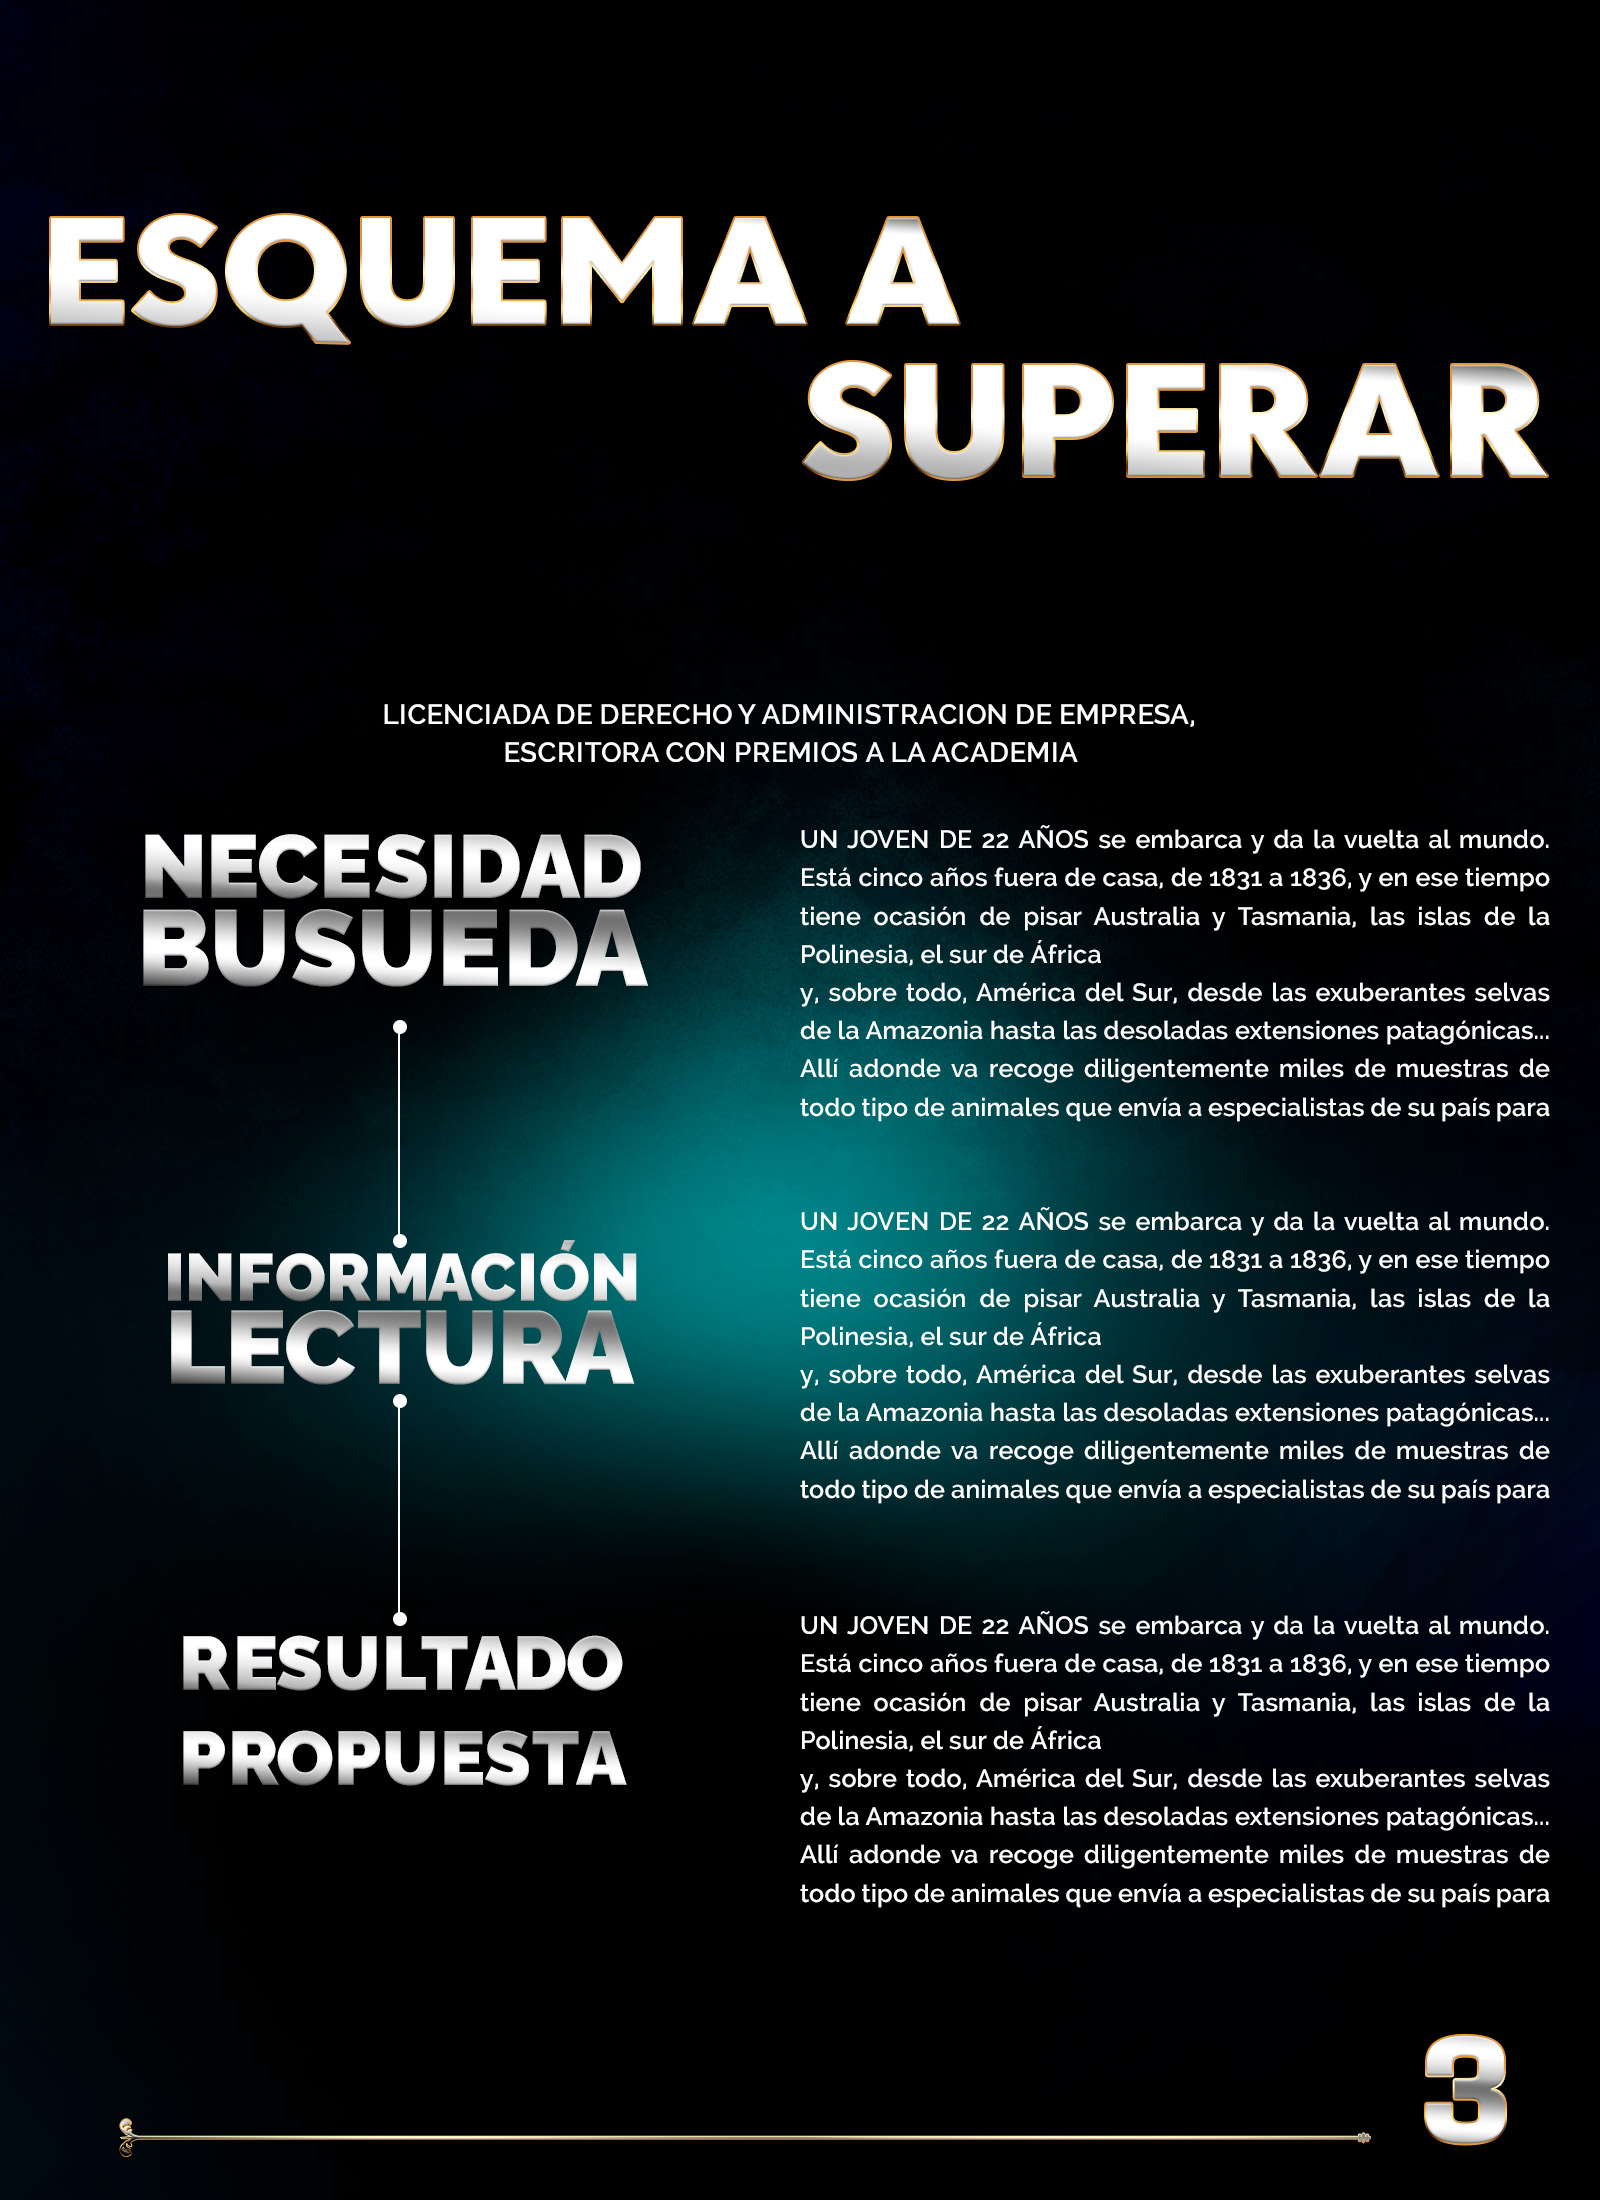 ESQUEMA A
SUPERAR
LICENCIADA DE DERECHO Y ADMINISTRACION DE EMPRESA,
ESCRITORA CON PREMIOS A LA ACADEMIA
NECESIDAD
BUSUEDA
UN JOVEN DE 22 AÑOS se embarca y da la vuelta al mundo.
Está cinco años fuera de casa, de 1831 a 1836, y en ese tiempo
tiene ocasión de pisar Australia y Tasmania, las islas de la
Polinesia, el sur de África
y, sobre todo, América del Sur, desde las exuberantes selvas
de la Amazonia hasta las desoladas extensiones patagónicas...
Allí adonde va recoge diligentemente miles de muestras de
todo tipo de animales que envía a especialistas de su país para
INFORMACIÓN
LECTURA
UN JOVEN DE 22 AÑOS se embarca y da la vuelta al mundo.
Está cinco años fuera de casa, de 1831 a 1836, y en ese tiempo
tiene ocasión de pisar Australia y Tasmania, las islas de la
Polinesia, el sur de África
y, sobre todo, América del Sur, desde las exuberantes selvas
de la Amazonia hasta las desoladas extensiones patagónicas...
Allí adonde va recoge diligentemente miles de muestras de
todo tipo de animales que envía a especialistas de su país para
RESULTADO
PROPUESTA
UN JOVEN DE 22 AÑOS se embarca y da la vuelta al mundo.
Está cinco años fuera de casa, de 1831 a 1836, y en ese tiempo
tiene ocasión de pisar Australia y Tasmania, las islas de la
Polinesia, el sur de África
y, sobre todo, América del Sur, desde las exuberantes selvas
de la Amazonia hasta las desoladas extensiones patagónicas...
Allí adonde va recoge diligentemente miles de muestras de
todo tipo de animales que envía a especialistas de su país para
3